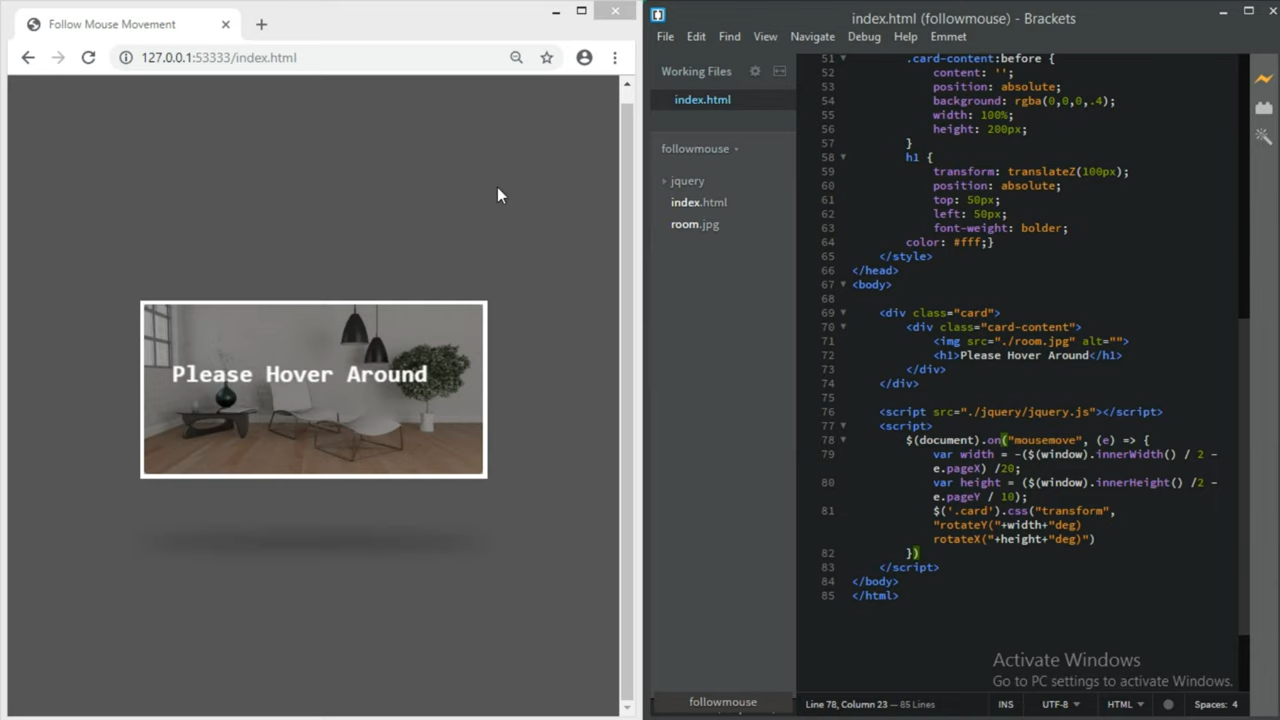 Follow Mouse Movement
127.0.0.1:53333/index.html
Please Hover Around
index.html (followmouse) - Brackets
File Edit Find View Navigate Debug Help Emmet
Working Files
index.html
followmouse
jquery
index.html
room.jpg
followmouse
51 .card-content:before {
52 content: '';
53 position: absolute;
54 background: rgba(0,0,0,.4);
55 width: 100%;
56 height: 200px;
57 }
58 h1 {
59 transform: translateZ(100px);
60 position: absolute;
61 top: 50px;
62 left: 50px;
63 font-weight: bolder;
64 color: #fff;}
65 </style>
66 </head>
67 <body>
68
69 <div class="card">
70 <div class="card-content">
71 <img src="./room.jpg" alt="">
72 <h1>Please Hover Around</h1>
73 </div>
74 </div>
75
76 <script src="./jquery/jquery.js"></script>
77 <script>
78 $(document).on("mousemove", (e) => {
79 var width = -($(window).innerWidth() / 2 -
e.pageX) /20;
80 var height = ($(window).innerHeight() /2 -
e.pageY / 10);
81 $('.card').css("transform",
"rotateY("+width+"deg)
rotateX("+height+"deg)")
82 })
83 </script>
84 </body>
85 </html>
Activate Windows
Go to PC settings to activate Windows.
Line 78, Column 23 — 85 Lines INS UTF-8 HTML Spaces: 4